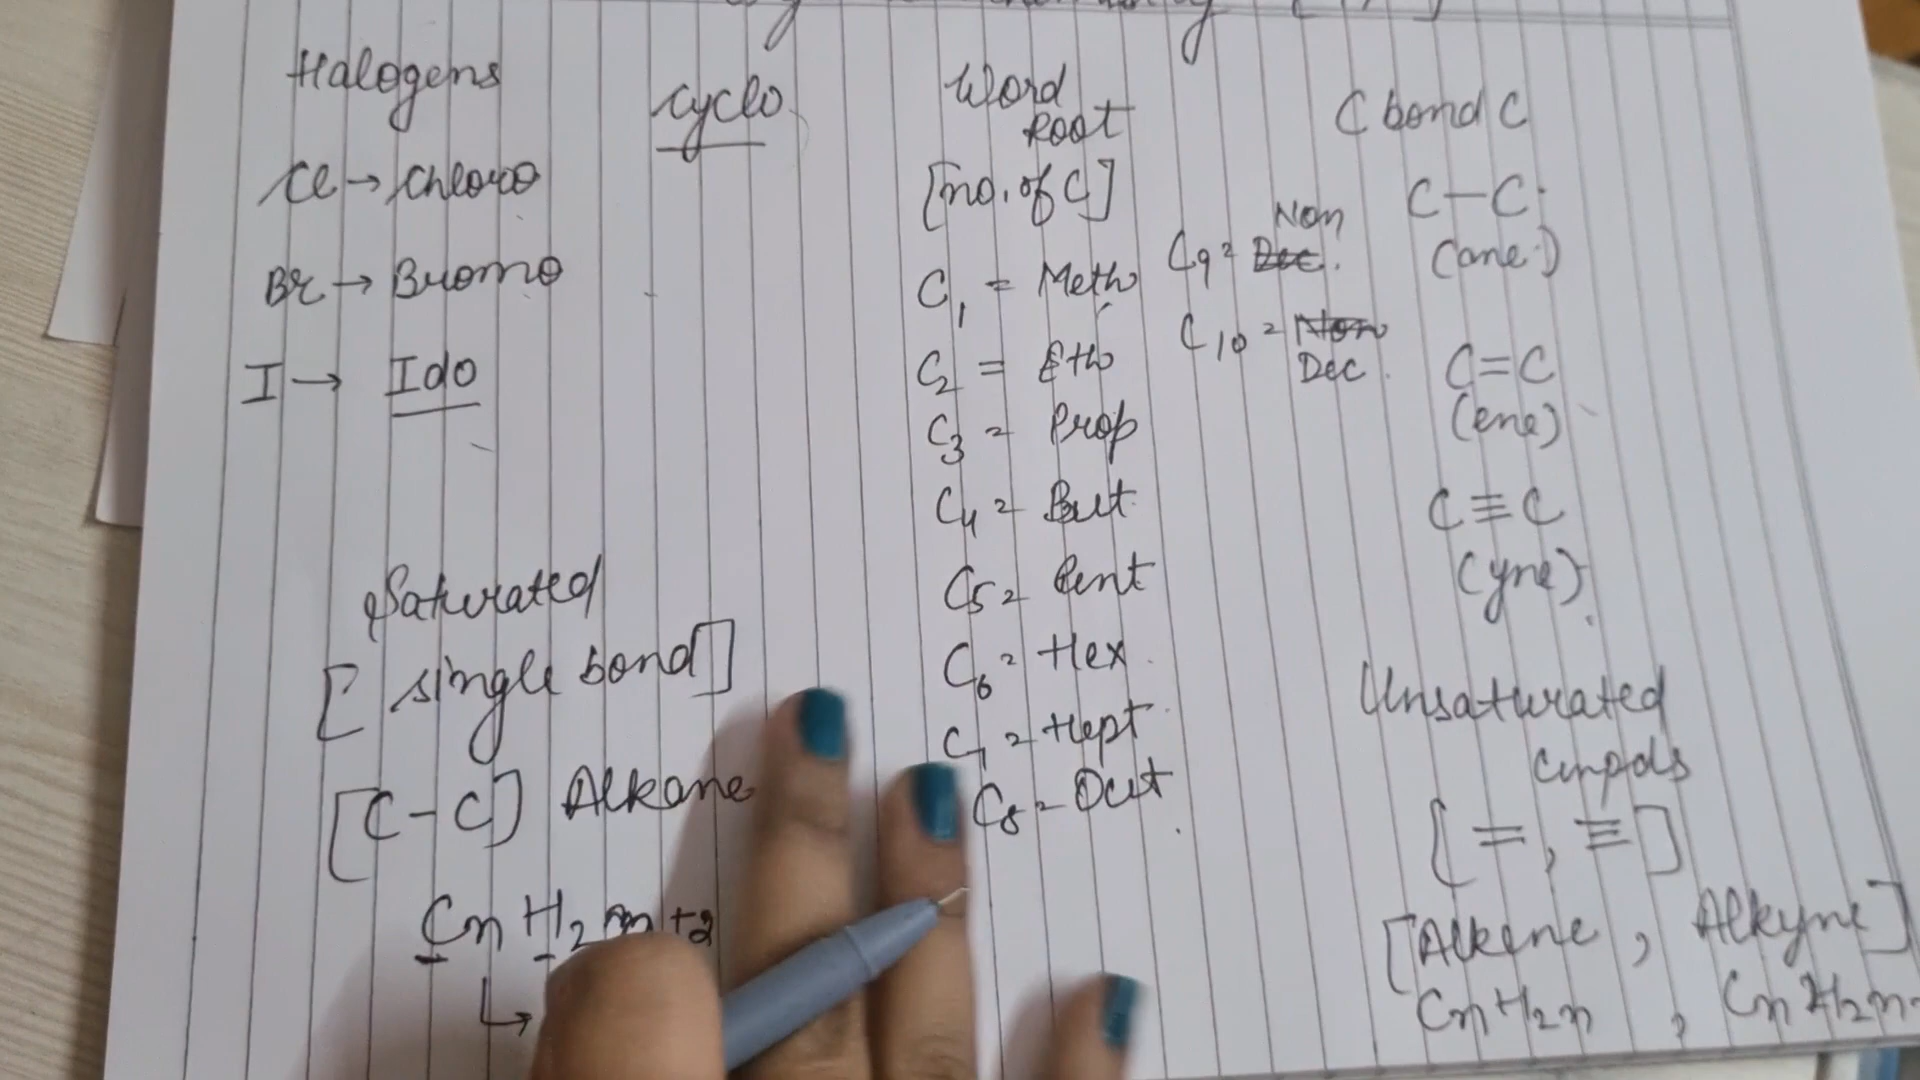 Halogens
Cl → Chloro
Br → Bromo
I → Ido
Cyclo
Word
Root
[no. of C]
C1 = Meth
C2 = Eth
C3 = Prop
C4 = But
C5 = Pent
C6 = Hex
C7 = Hept
C8 = Oct
Non
C9 = Dec.
C10 = Non
Dec.
C bond C
C-C
(ane)
C=C
(ene)
C≡C
(yne)
Saturated
[single bond]
[C-C] Alkane
CnH2n+2
Unsaturated
cmpds
[=, ≡]
[Alkene, Alkyne]
CnH2n, CnH2n-